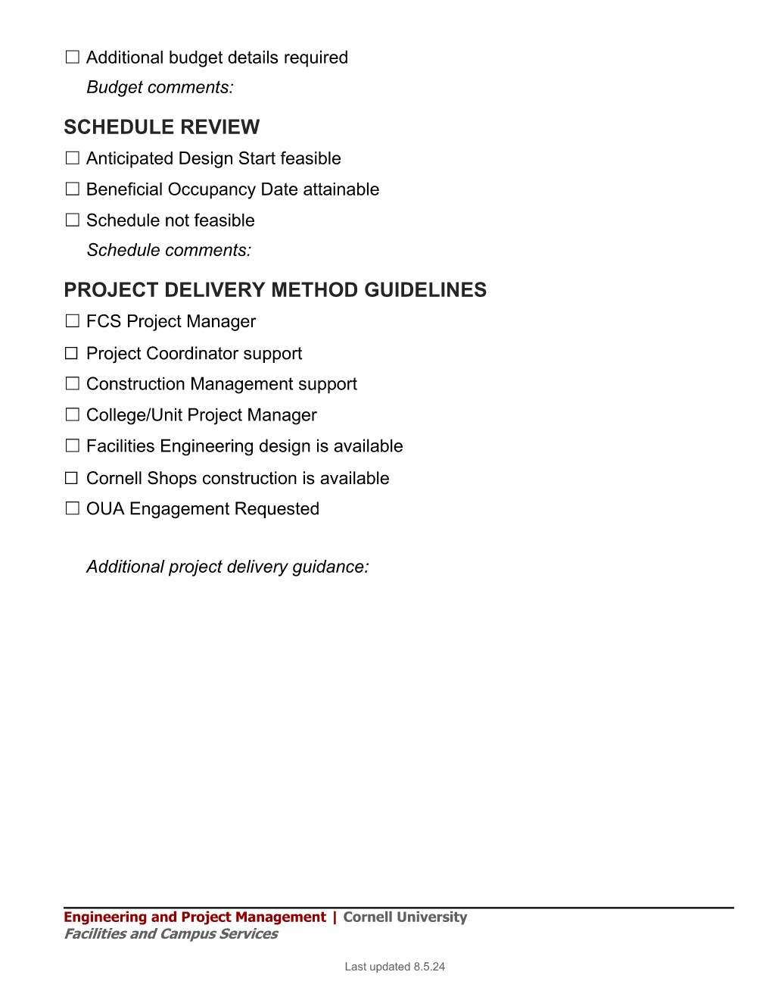 ☐ Additional budget details required
Budget comments:
SCHEDULE REVIEW
☐ Anticipated Design Start feasible
☐ Beneficial Occupancy Date attainable
☐ Schedule not feasible
Schedule comments:
PROJECT DELIVERY METHOD GUIDELINES
☐ FCS Project Manager
☐ Project Coordinator support
☐ Construction Management support
☐ College/Unit Project Manager
☐ Facilities Engineering design is available
☐ Cornell Shops construction is available
☐ OUA Engagement Requested
Additional project delivery guidance:
Engineering and Project Management | Cornell University
Facilities and Campus Services
Last updated 8.5.24